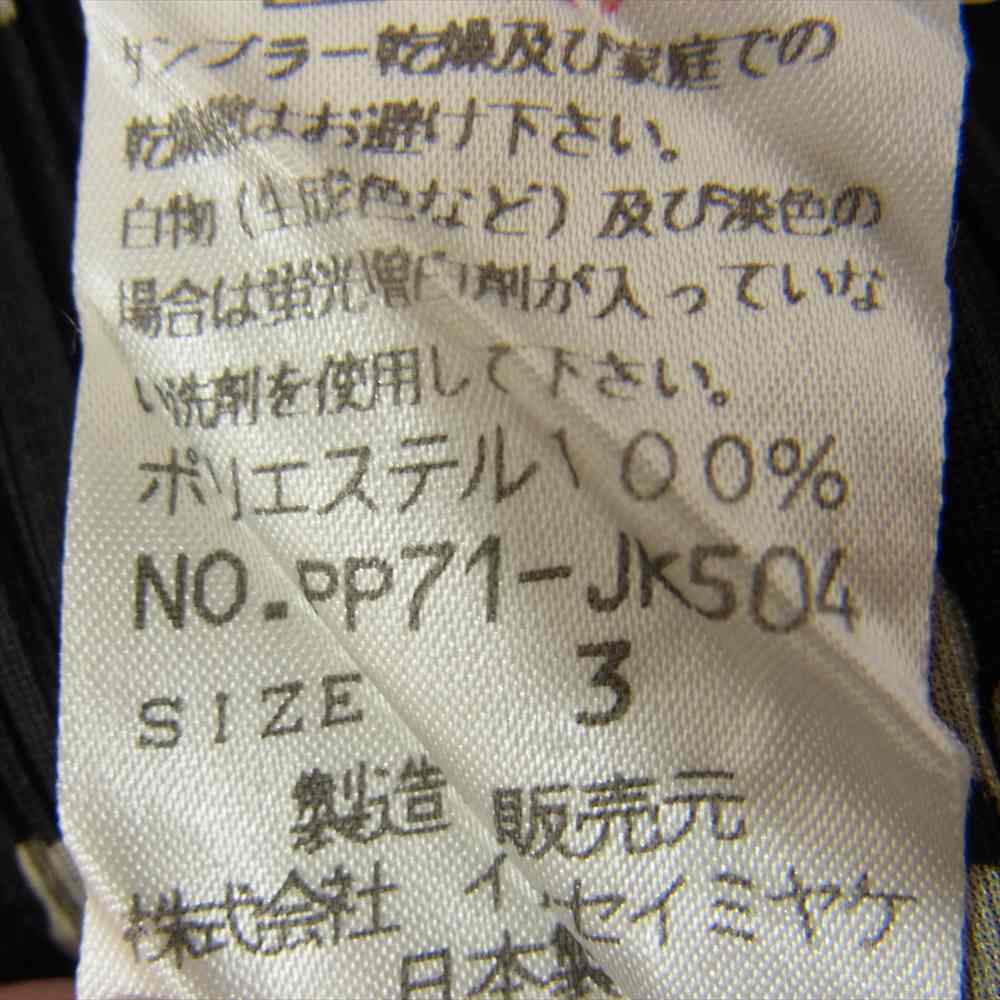 タンブラー乾燥及び家庭での
乾燥はお避け下さい。
白物（生成色など）及び淡色の
場合は蛍光増白剤が入っていな
い洗剤を使用して下さい。
ポリエステル100%
NO.PP71-JK504
SIZE 3
製造 販売元
株式会社 イッセイミヤケ
日本製